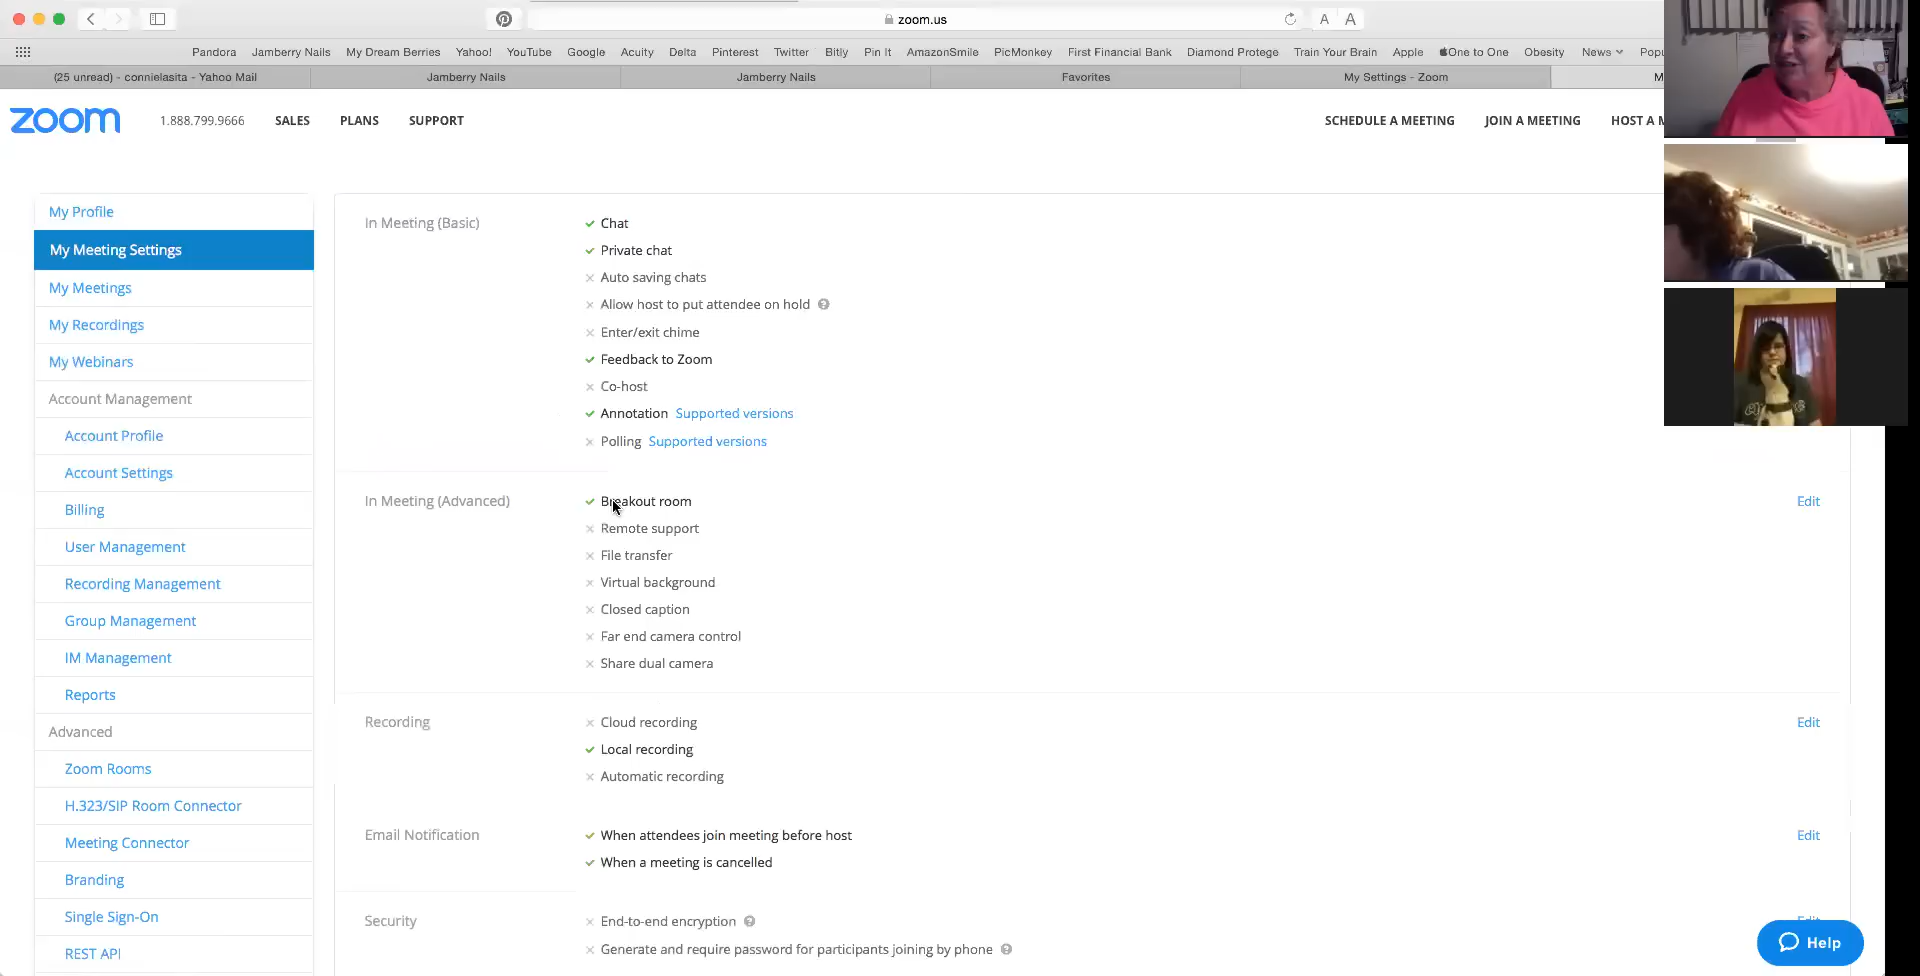 zoom.us
A A
Pandora Jamberry Nails My Dream Berries Yahoo! YouTube Google Acuity Delta Pinterest Twitter Bitly Pin It AmazonSmile PicMonkey First Financial Bank Diamond Protege Train Your Brain Apple One to One Obesity News
(25 unread) - connielasita - Yahoo Mail Jamberry Nails Jamberry Nails Favorites My Settings - Zoom
zoom 1.888.799.9666 SALES PLANS SUPPORT SCHEDULE A MEETING JOIN A MEETING HOST A
My Profile
My Meeting Settings
My Meetings
My Recordings
My Webinars
Account Management
Account Profile
Account Settings
Billing
User Management
Recording Management
Group Management
IM Management
Reports
Advanced
Zoom Rooms
H.323/SIP Room Connector
Meeting Connector
Branding
Single Sign-On
REST API
In Meeting (Basic)
Chat
Private chat
Auto saving chats
Allow host to put attendee on hold ?
Enter/exit chime
Feedback to Zoom
Co-host
Annotation Supported versions
Polling Supported versions
In Meeting (Advanced) Edit
Breakout room
Remote support
File transfer
Virtual background
Closed caption
Far end camera control
Share dual camera
Recording Edit
Cloud recording
Local recording
Automatic recording
Email Notification Edit
When attendees join meeting before host
When a meeting is cancelled
Security Edit
End-to-end encryption ?
Generate and require password for participants joining by phone ?
Help